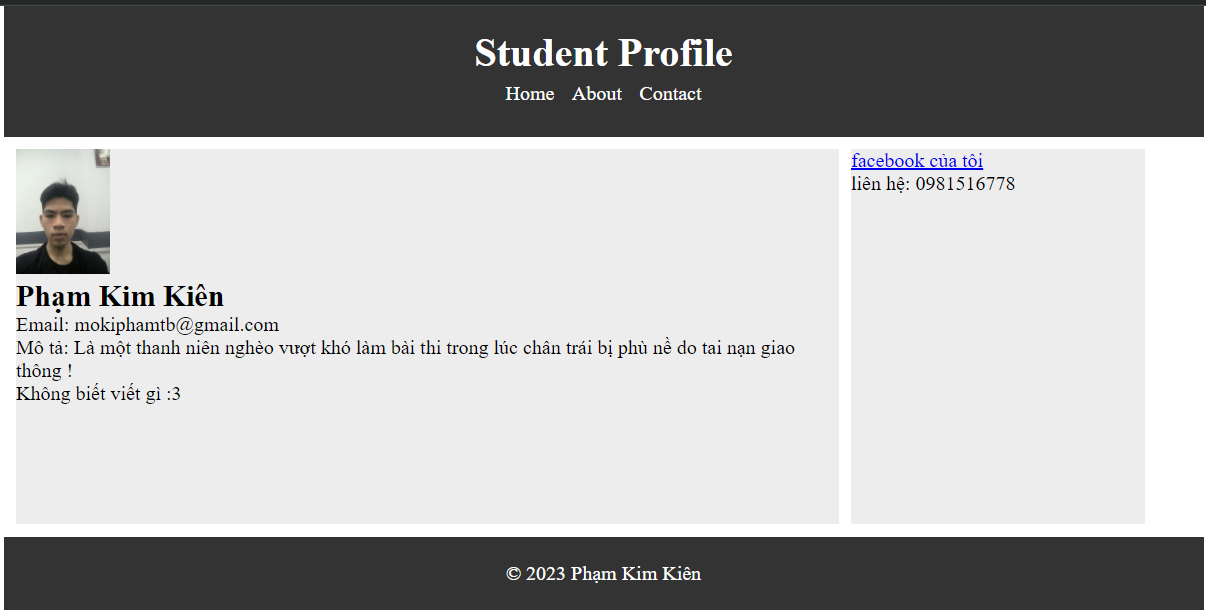 Student Profile
Home About Contact
Phạm Kim Kiên
Email: mokiphamtb@gmail.com
Mô tả: Là một thanh niên nghèo vượt khó làm bài thi trong lúc chân trái bị phù nề do tai nạn giao
thông !
Không biết viết gì :3
facebook của tôi
liên hệ: 0981516778
© 2023 Phạm Kim Kiên